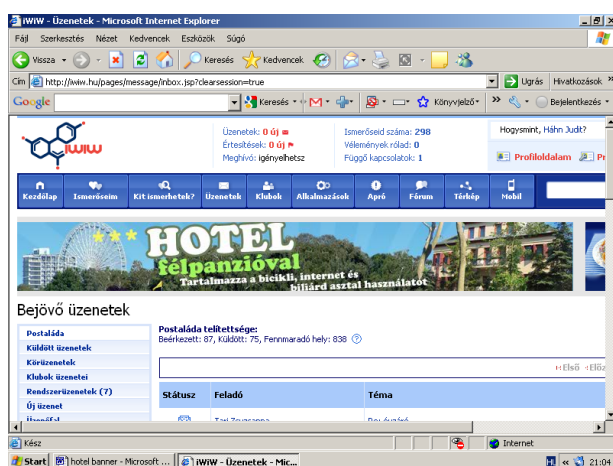 iWiW - Üzenetek - Microsoft Internet Explorer
Fájl Szerkesztés Nézet Kedvencek Eszközök Súgó
Vissza Keresés Kedvencek
Cím http://iwiw.hu/pages/message/inbox.jsp?clearsession=true Ugrás Hivatkozások »
Google Keresés Könyvjelző » Bejelentkezés
iwiw
Üzenetek: 0 új Ismerőseid száma: 298 Hogysmint, Háhn Judit?
Értesítések: 0 új Vélemények rólad: 0
Meghívó: igényelhetsz Függő kapcsolatok: 1 Profiloldalam
Kezdőlap Ismerőseim Kit ismerhetek? Üzenetek Klubok Alkalmazások Apró Fórum Térkép Mobil
HOTEL
félpanzióval
Tartalmazza a bicikli, internet és
biliárd asztal használatot
Bejövő üzenetek
Postaláda
Küldött üzenetek
Körüzenetek
Klubok üzenetei
Rendszerüzenetek (7)
Új üzenet
Postaláda telítettsége:
Beérkezett: 87, Küldött: 75, Fennmaradó hely: 838
Első
Státusz Feladó Téma
Kész Internet
Start hotel banner - Microsoft ... iWiW - Üzenetek - Mic... HU « 21:04